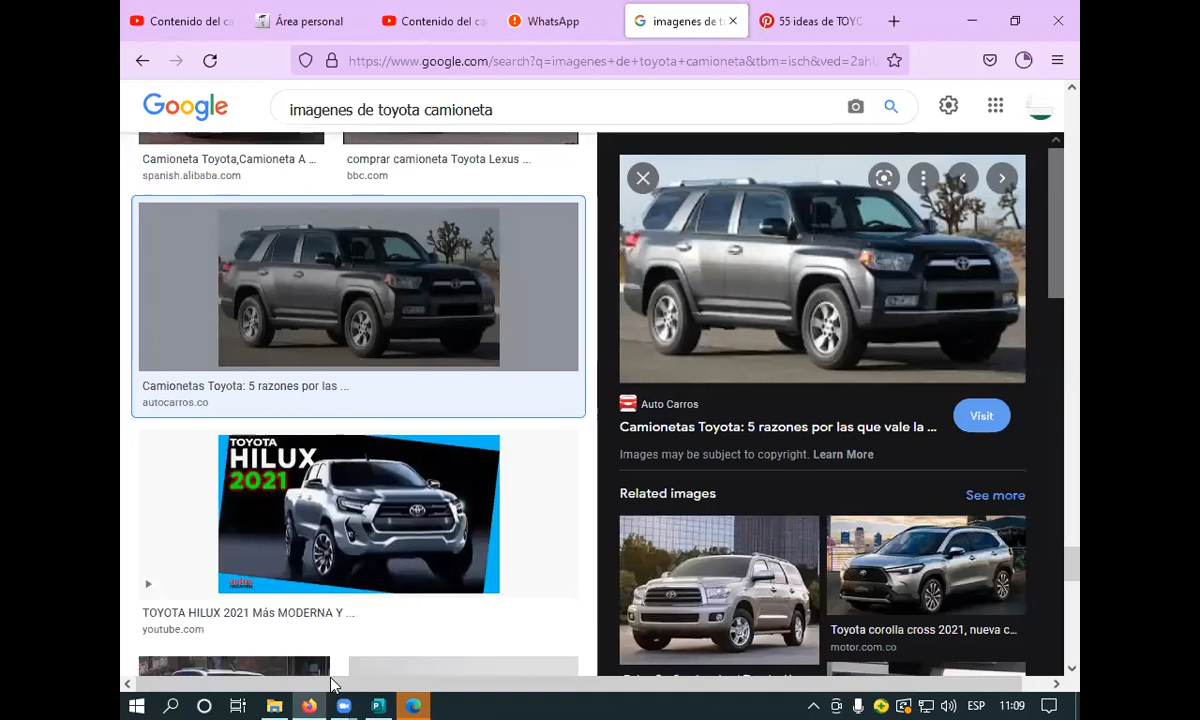 Contenido del ca
Área personal
Contenido del ca
WhatsApp
imagenes de to
55 ideas de TOYO
https://www.google.com/search?q=imagenes+de+toyota+camioneta&tbm=isch&ved=2ahU
Google
imagenes de toyota camioneta
Camioneta Toyota,Camioneta A ...
spanish.alibaba.com
comprar camioneta Toyota Lexus ...
bbc.com
Camionetas Toyota: 5 razones por las ...
autocarros.co
TOYOTA
HILUX
2021
TOYOTA HILUX 2021 Más MODERNA Y ...
youtube.com
Auto Carros
Camionetas Toyota: 5 razones por las que vale la ...
Visit
Images may be subject to copyright. Learn More
Related images
See more
Toyota corolla cross 2021, nueva c...
motor.com.co
ESP
11:09